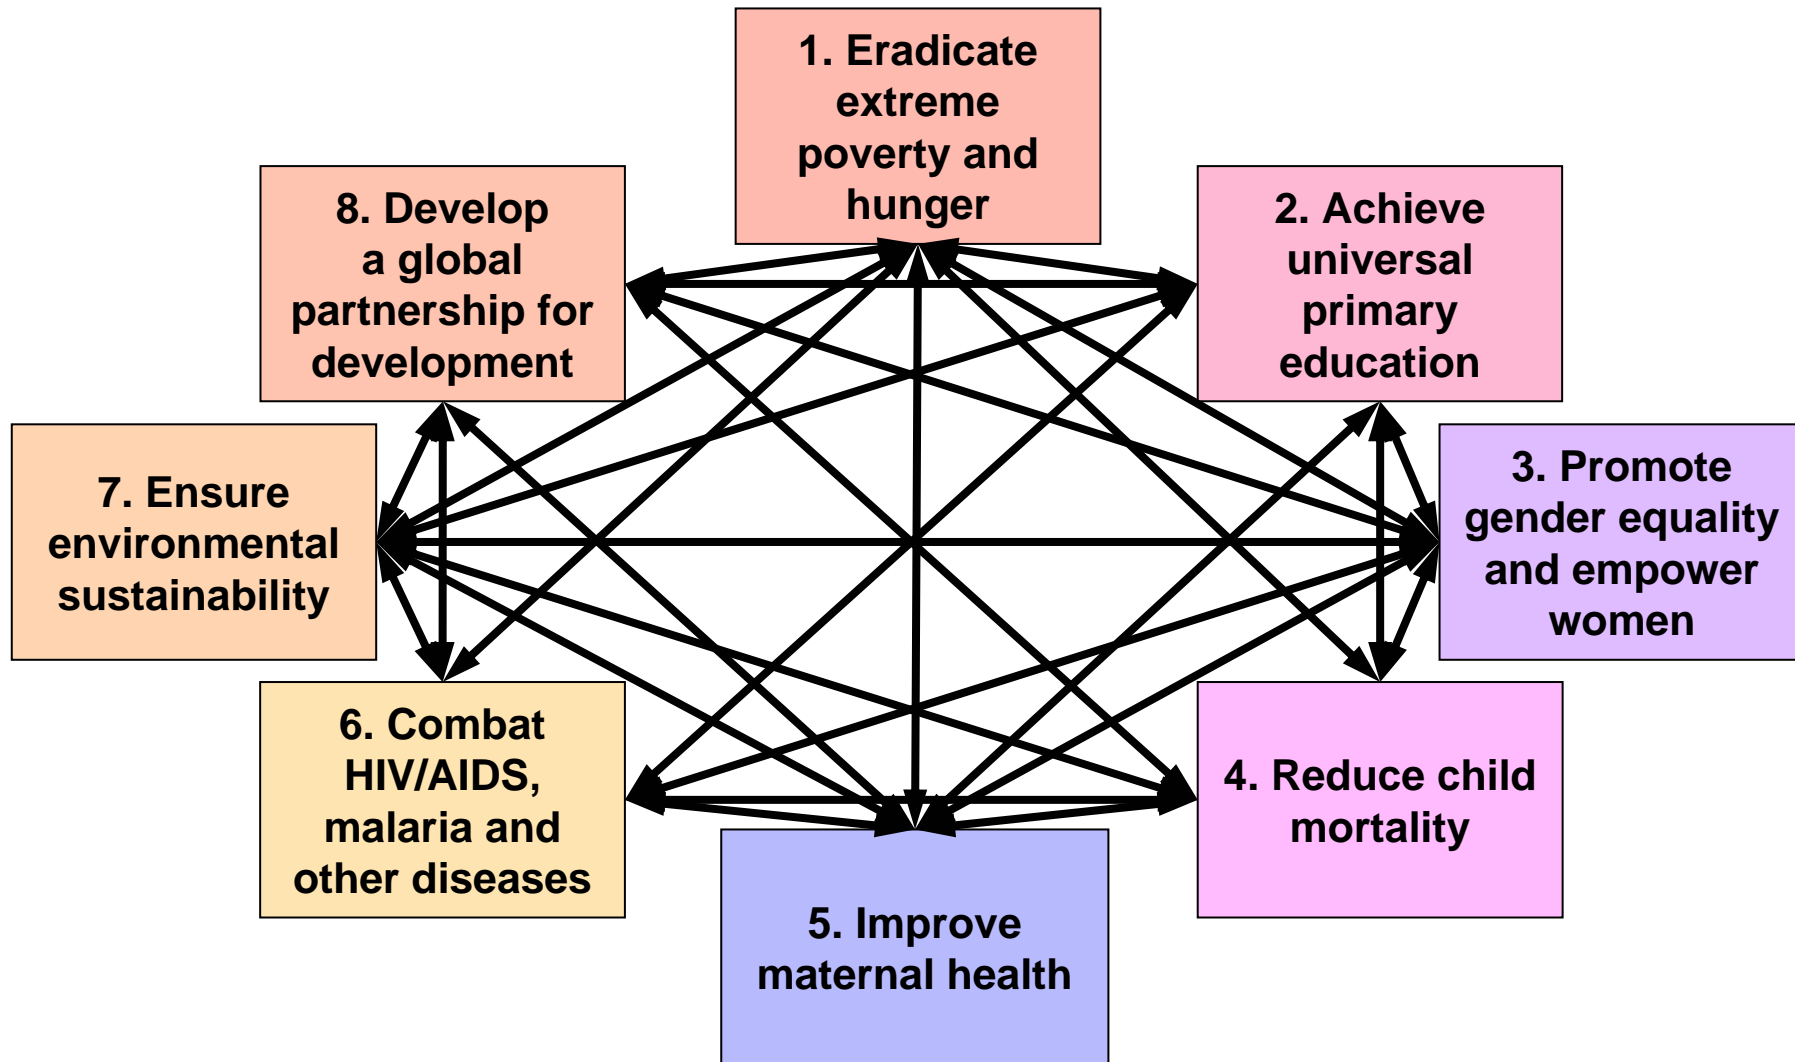 1. Eradicate
extreme
poverty and
hunger
2. Achieve
universal
primary
education
3. Promote
gender equality
and empower
women
4. Reduce child
mortality
5. Improve
maternal health
6. Combat
HIV/AIDS,
malaria and
other diseases
7. Ensure
environmental
sustainability
8. Develop
a global
partnership for
development